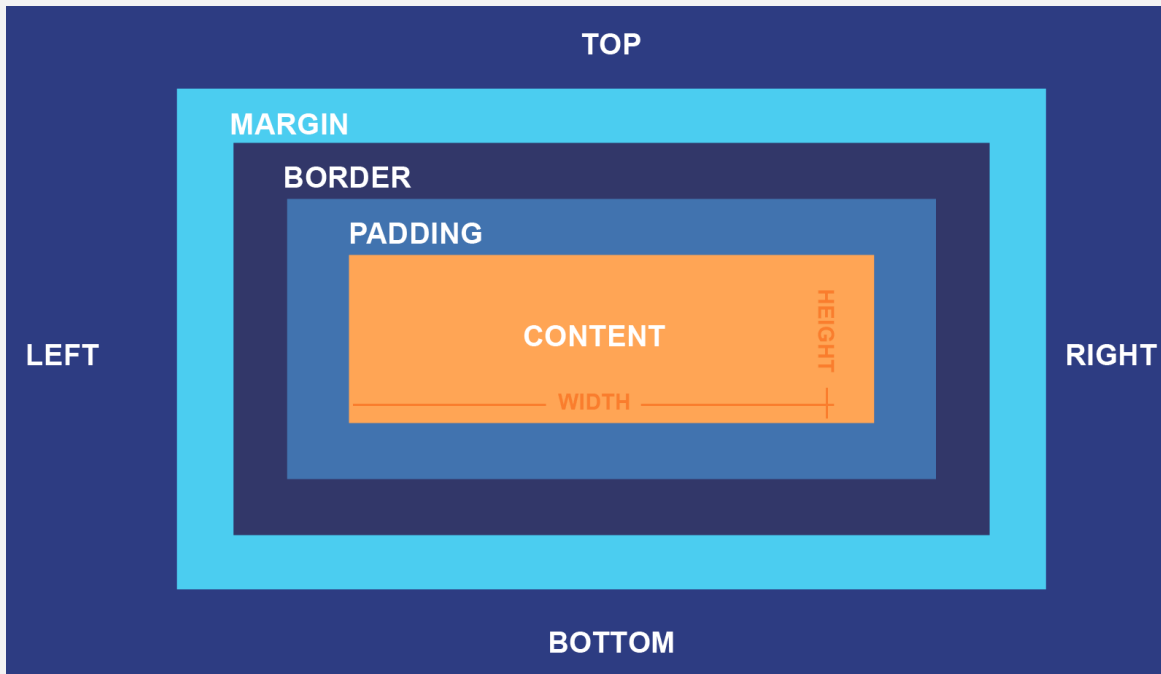 TOP
MARGIN
BORDER
PADDING
CONTENT
HEIGHT
WIDTH
LEFT
RIGHT
BOTTOM